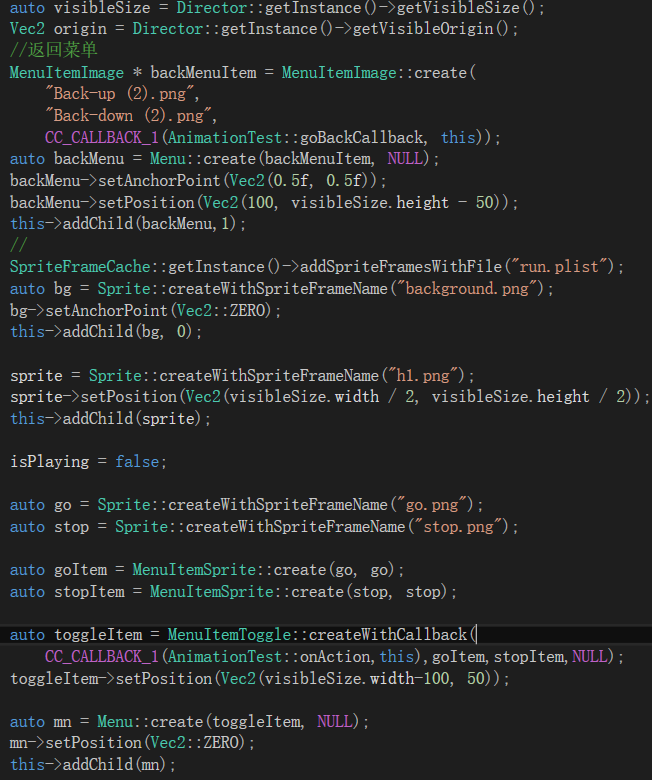 auto visibleSize = Director::getInstance()->getVisibleSize();
Vec2 origin = Director::getInstance()->getVisibleOrigin();
//返回菜单
MenuItemImage * backMenuItem = MenuItemImage::create(
    "Back-up (2).png",
    "Back-down (2).png",
    CC_CALLBACK_1(AnimationTest::goBackCallback, this));
auto backMenu = Menu::create(backMenuItem, NULL);
backMenu->setAnchorPoint(Vec2(0.5f, 0.5f));
backMenu->setPosition(Vec2(100, visibleSize.height - 50));
this->addChild(backMenu,1);
//
SpriteFrameCache::getInstance()->addSpriteFramesWithFile("run.plist");
auto bg = Sprite::createWithSpriteFrameName("background.png");
bg->setAnchorPoint(Vec2::ZERO);
this->addChild(bg, 0);

sprite = Sprite::createWithSpriteFrameName("h1.png");
sprite->setPosition(Vec2(visibleSize.width / 2, visibleSize.height / 2));
this->addChild(sprite);

isPlaying = false;

auto go = Sprite::createWithSpriteFrameName("go.png");
auto stop = Sprite::createWithSpriteFrameName("stop.png");

auto goItem = MenuItemSprite::create(go, go);
auto stopItem = MenuItemSprite::create(stop, stop);

auto toggleItem = MenuItemToggle::createWithCallback(
    CC_CALLBACK_1(AnimationTest::onAction,this),goItem,stopItem,NULL);
toggleItem->setPosition(Vec2(visibleSize.width-100, 50));

auto mn = Menu::create(toggleItem, NULL);
mn->setPosition(Vec2::ZERO);
this->addChild(mn);